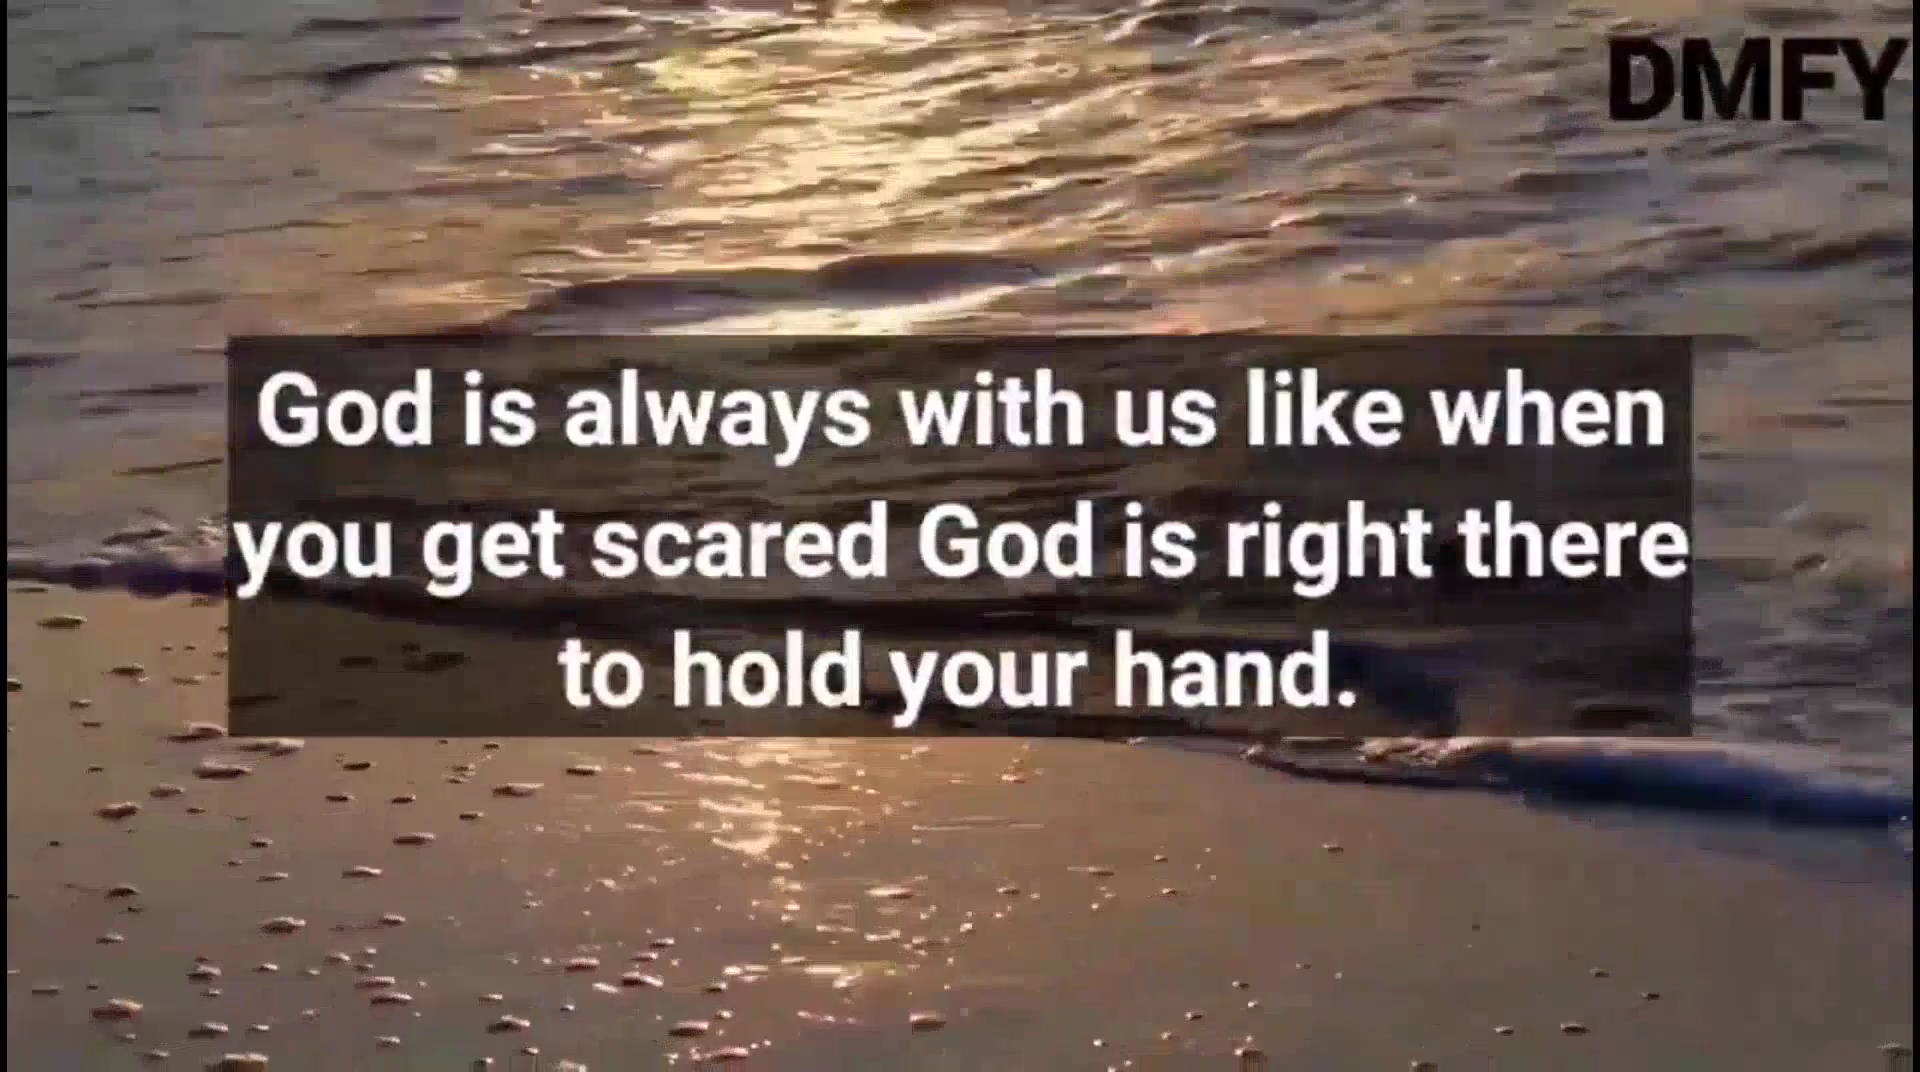 DMFY
God is always with us like when
you get scared God is right there
to hold your hand.